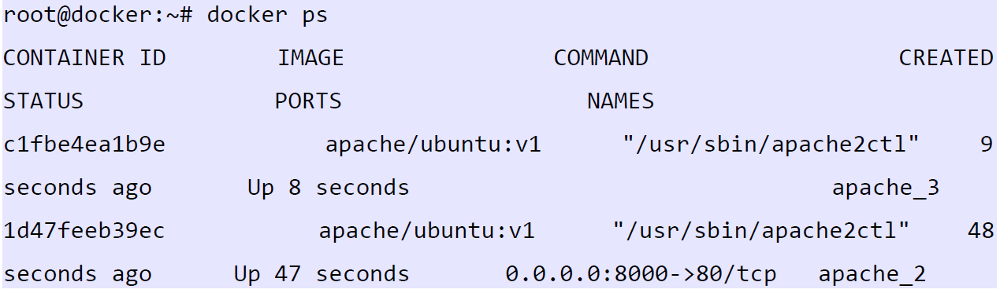 root@docker:~# docker ps
CONTAINER ID IMAGE COMMAND CREATED
STATUS PORTS NAMES
c1fbe4ea1b9e apache/ubuntu:v1 "/usr/sbin/apache2ctl" 9
seconds ago Up 8 seconds apache_3
1d47feeb39ec apache/ubuntu:v1 "/usr/sbin/apache2ctl" 48
seconds ago Up 47 seconds 0.0.0.0:8000->80/tcp apache_2